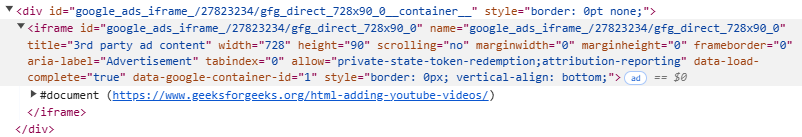 ▼<div id="google_ads_iframe_/27823234/gfg_direct_728x90_0__container__" style="border: 0pt none;">
▼<iframe id="google_ads_iframe_/27823234/gfg_direct_728x90_0" name="google_ads_iframe_/27823234/gfg_direct_728x90_0"
title="3rd party ad content" width="728" height="90" scrolling="no" marginwidth="0" marginheight="0" frameborder="0"
aria-label="Advertisement" tabindex="0" allow="private-state-token-redemption;attribution-reporting" data-load-
complete="true" data-google-container-id="1" style="border: 0px; vertical-align: bottom;"> ad == $0
▶#document (https://www.geeksforgeeks.org/html-adding-youtube-videos/)
</iframe>
</div>